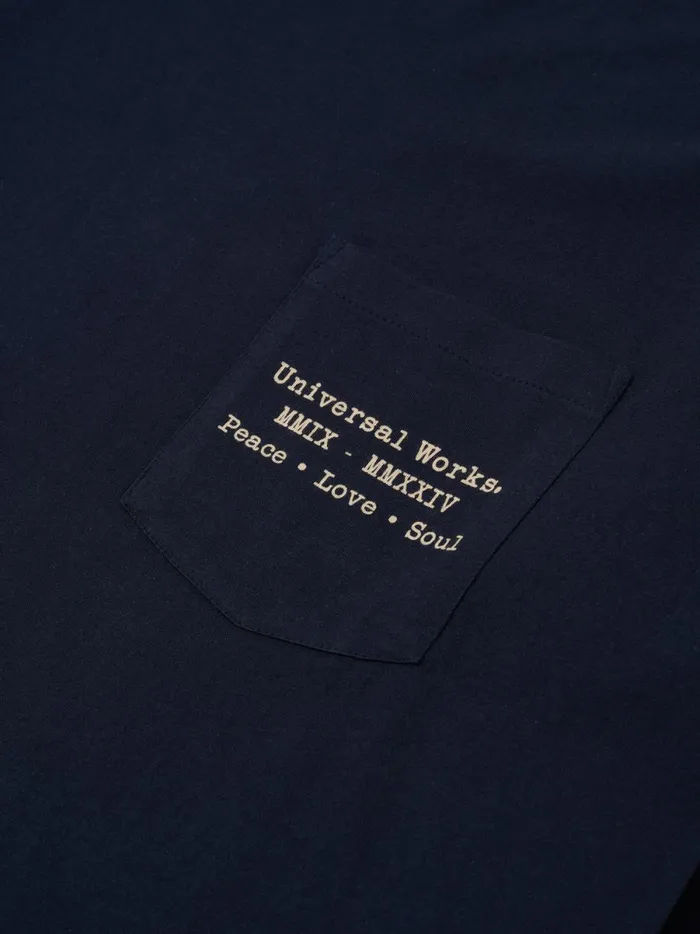 Universal Works.
MMIX - MMXXIV
Peace • Love • Soul